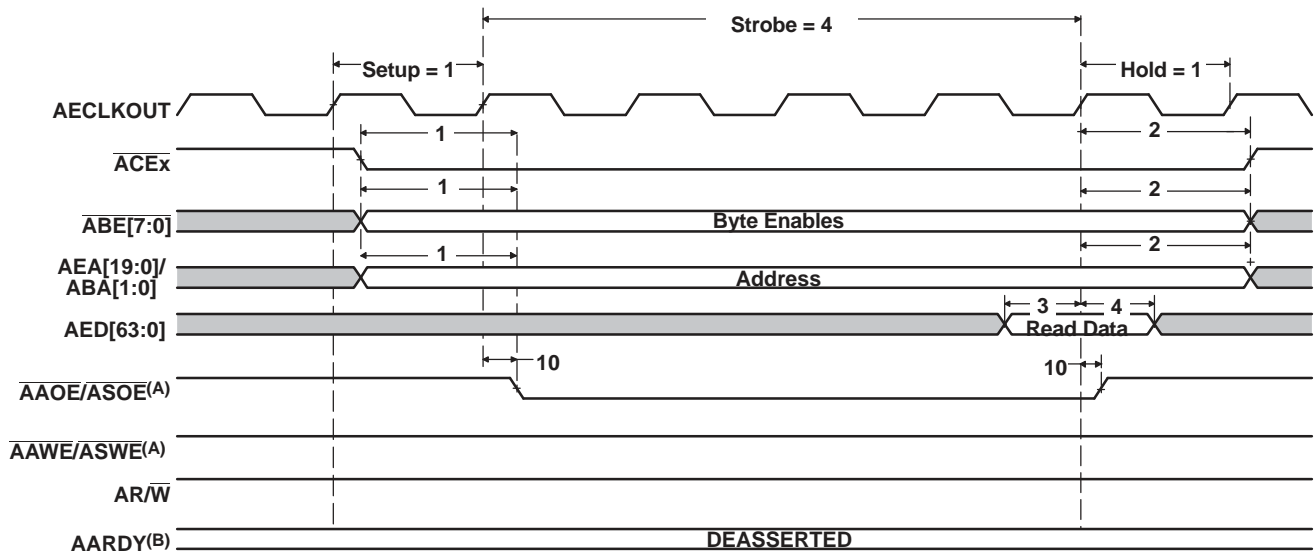 Strobe = 4
Setup = 1
Hold = 1
AECLKOUT
1
2
ACEx
1
2
ABE[7:0]
Byte Enables
1
2
AEA[19:0]/
ABA[1:0]
Address
3
4
AED[63:0]
Read Data
10
10
AAOE/ASOE(A)
AAWE/ASWE(A)
AR/W
AARDY(B)
DEASSERTED